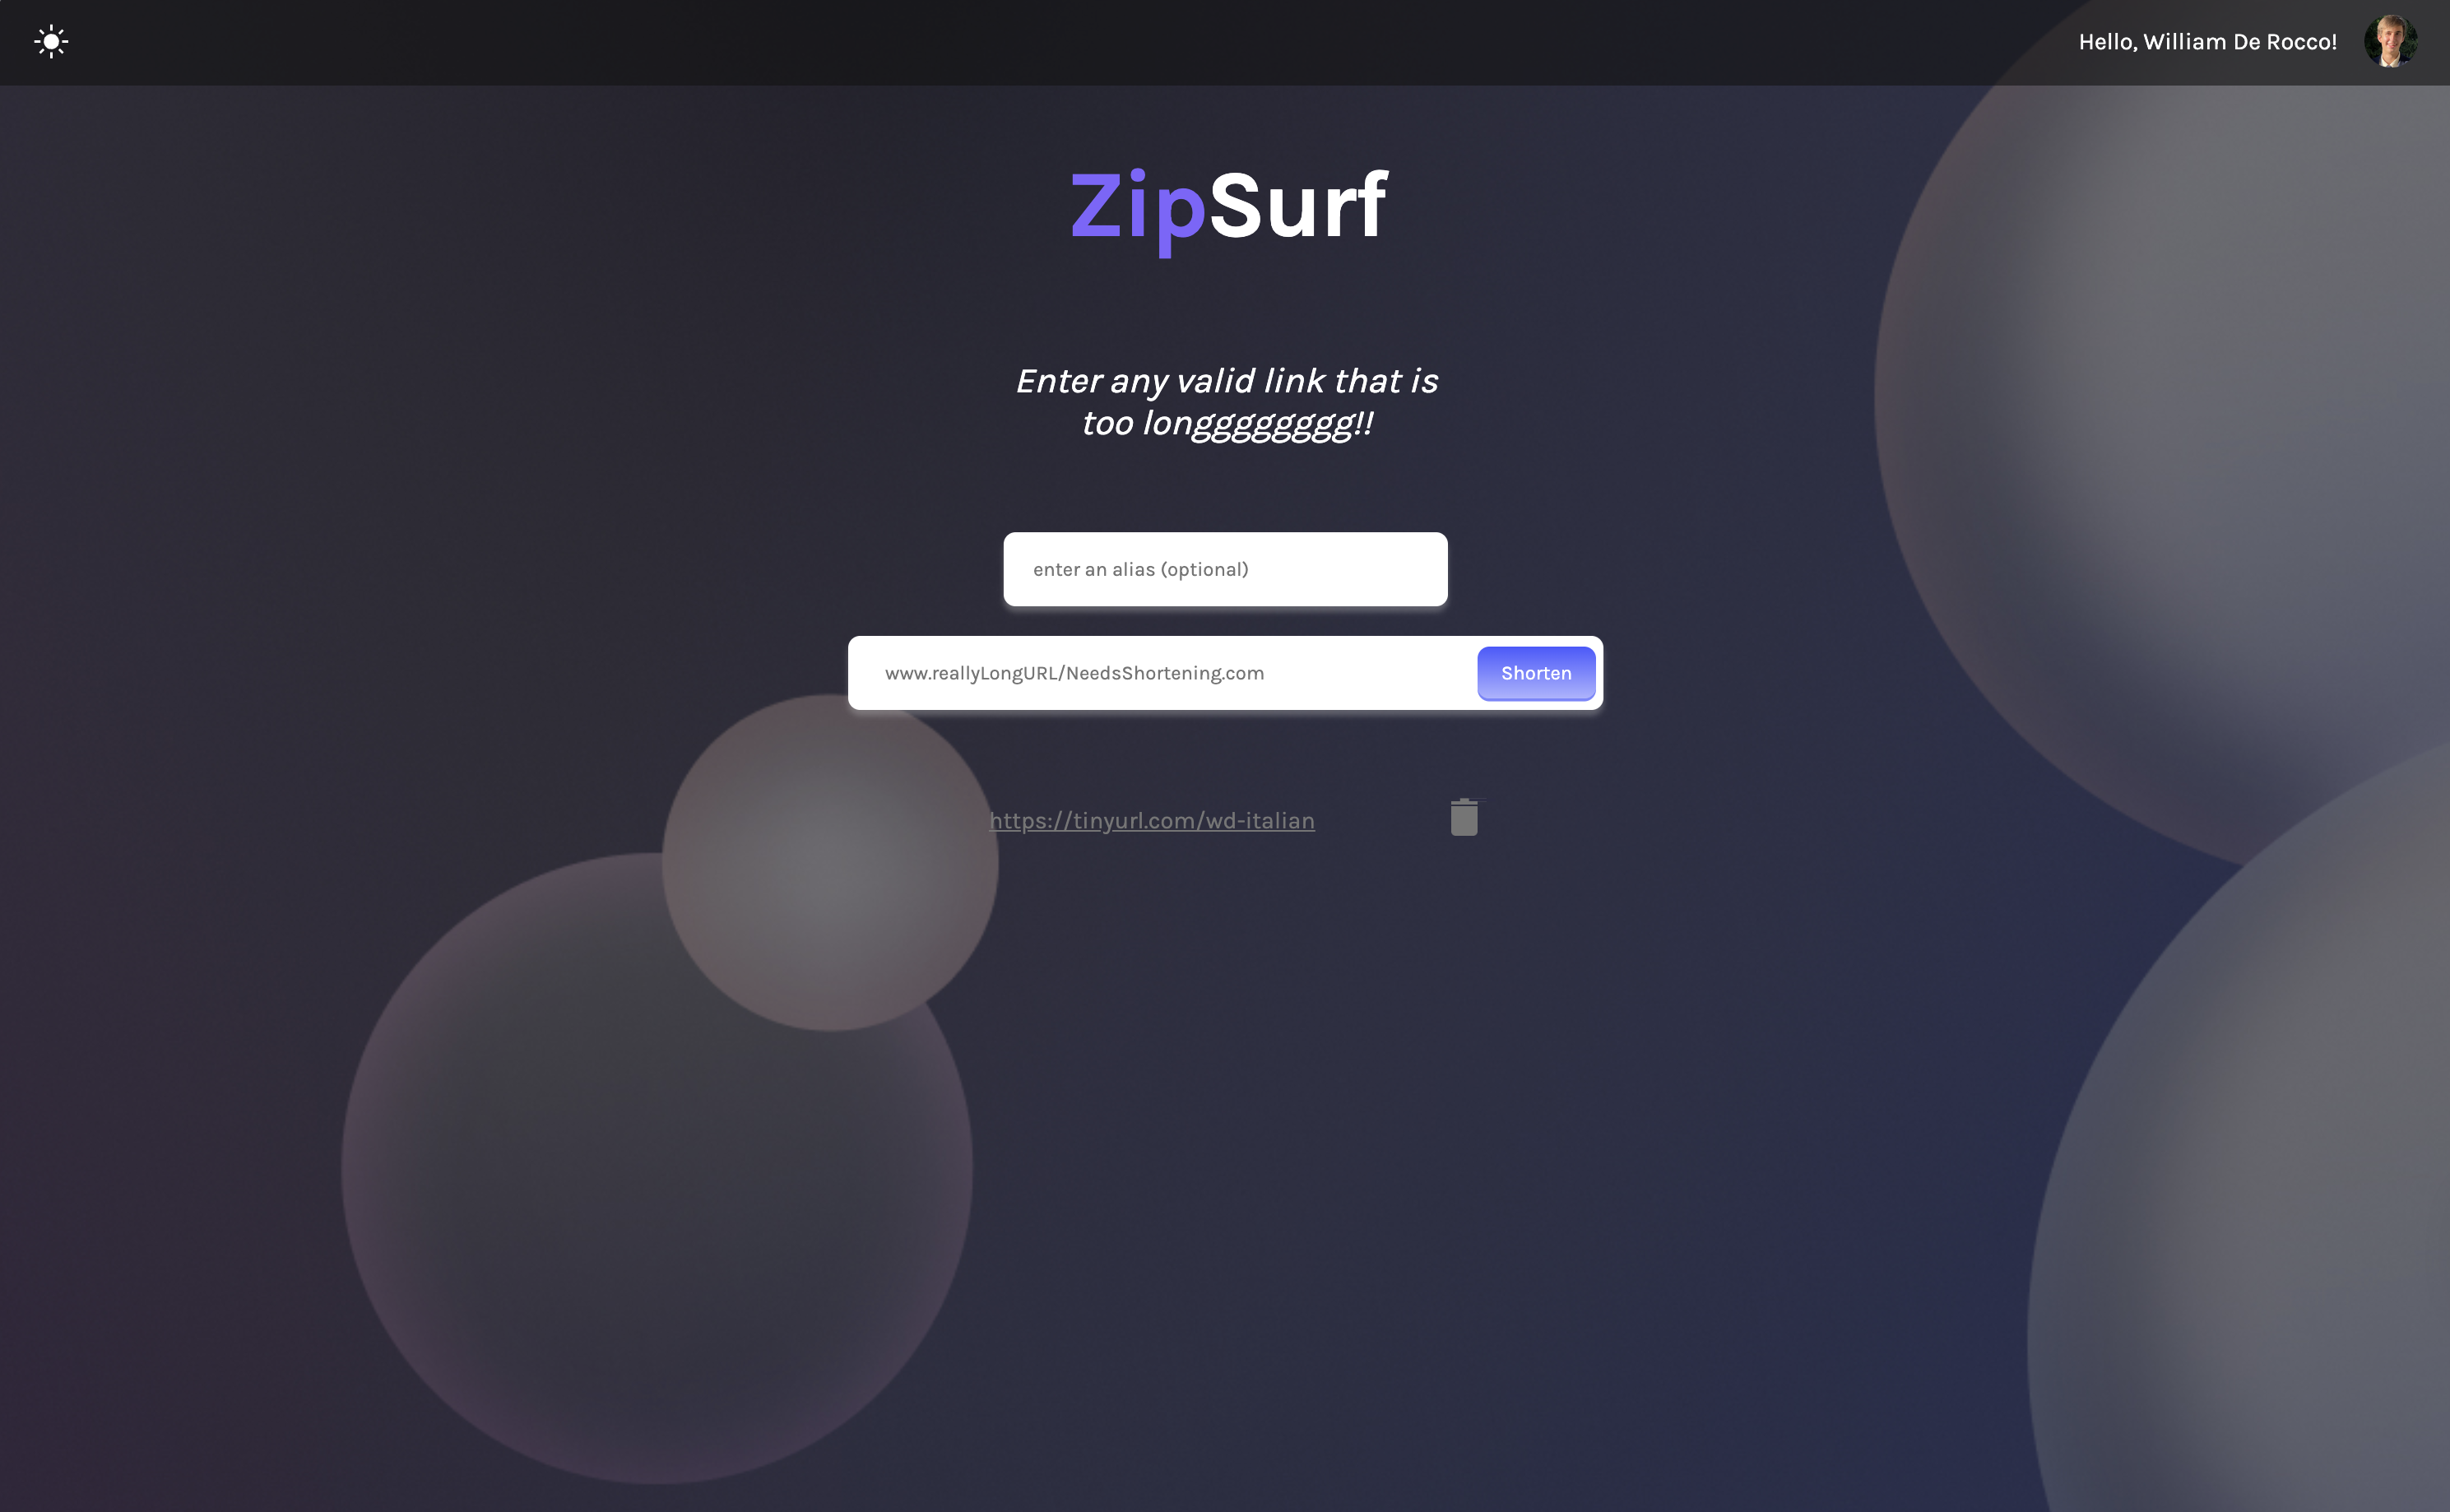 Hello, William De Rocco!
ZipSurf
Enter any valid link that is
too longgggggggg!!
enter an alias (optional)
www.reallyLongURL/NeedsShortening.com
Shorten
https://tinyurl.com/wd-italian